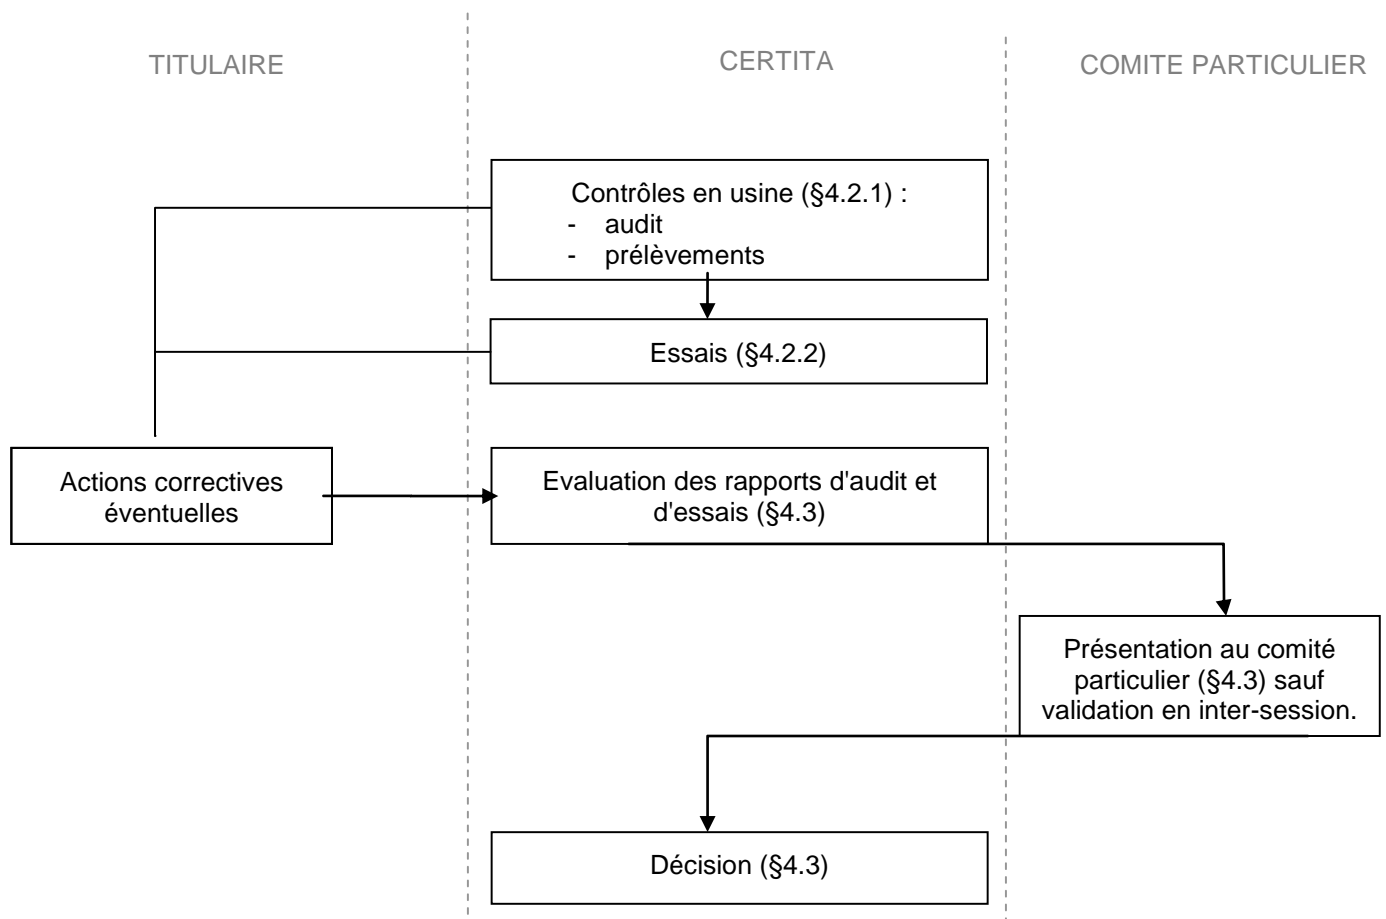 TITULAIRE
CERTITA
COMITE PARTICULIER
Contrôles en usine (§4.2.1) :
- audit
- prélèvements
Essais (§4.2.2)
Actions correctives
éventuelles
Evaluation des rapports d'audit et
d'essais (§4.3)
Présentation au comité
particulier (§4.3) sauf
validation en inter-session.
Décision (§4.3)